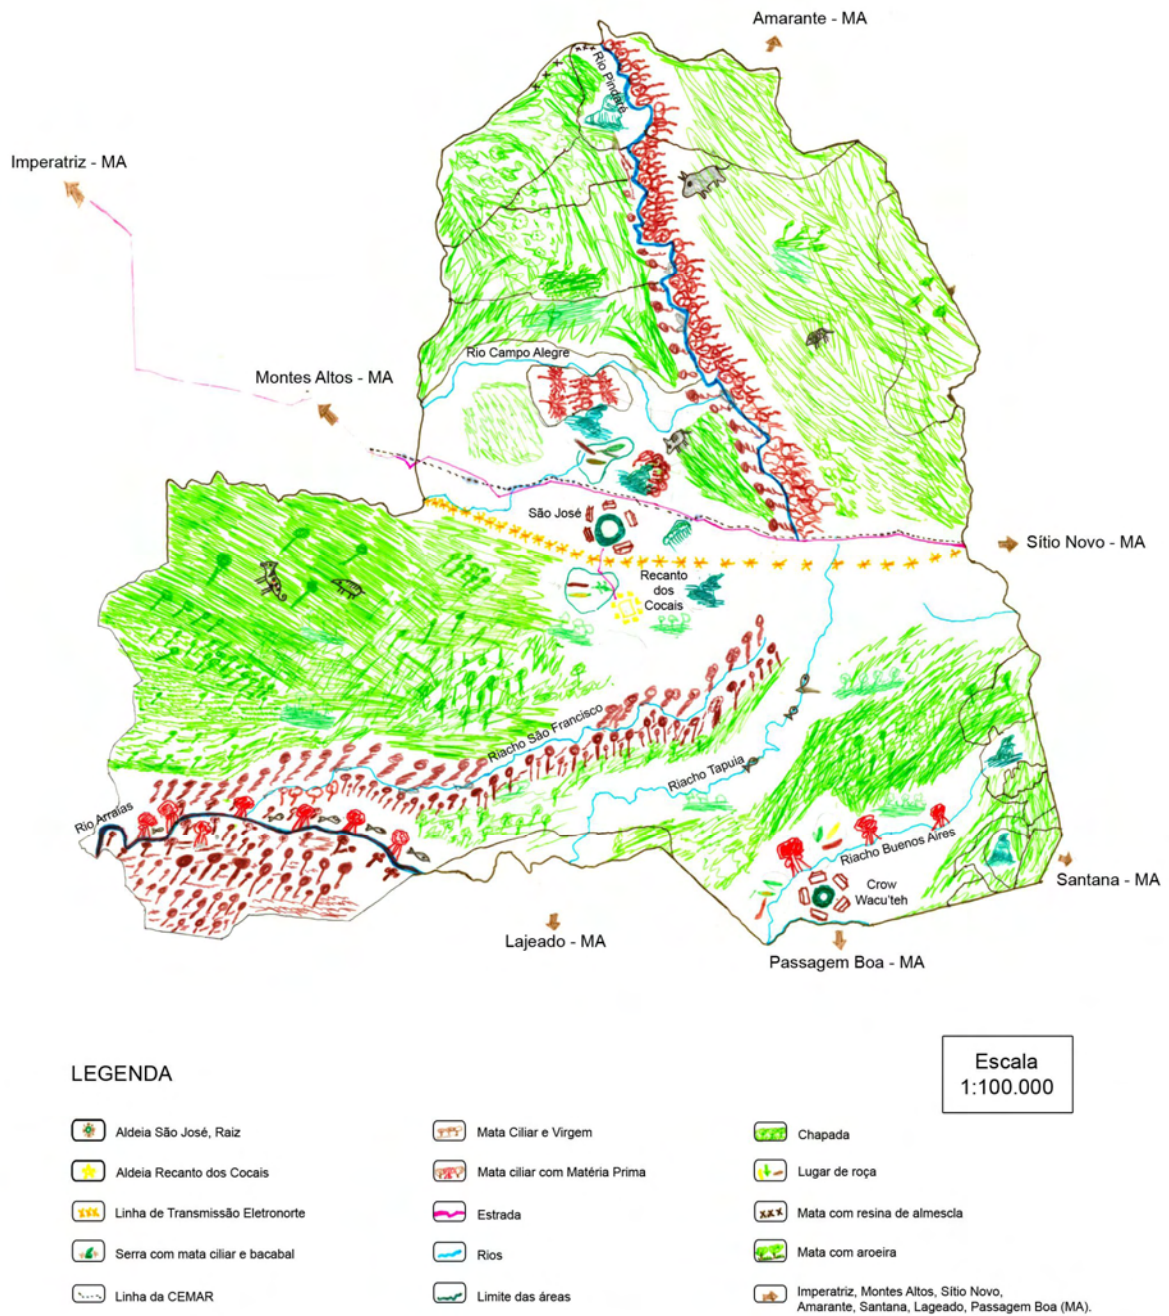 Amarante - MA
Rio Pindaré
Imperatriz - MA
Rio Campo Alegre
Montes Altos - MA
São José
Sítio Novo - MA
Recanto
dos
Cocais
Riacho São Francisco
Riacho Tapuia
Rio Arraias
Riacho Buenos Aires
Crow
Wacu'teh
Santana - MA
Lajeado - MA
Passagem Boa - MA
LEGENDA
Escala
1:100.000
Aldeia São José, Raiz
Aldeia Recanto dos Cocais
Linha de Transmissão Eletronorte
Serra com mata ciliar e bacabal
Linha da CEMAR
Mata Ciliar e Virgem
Mata ciliar com Matéria Prima
Estrada
Rios
Limite das áreas
Chapada
Lugar de roça
Mata com resina de almescla
Mata com aroeira
Imperatriz, Montes Altos, Sítio Novo,
Amarante, Santana, Lageado, Passagem Boa (MA).